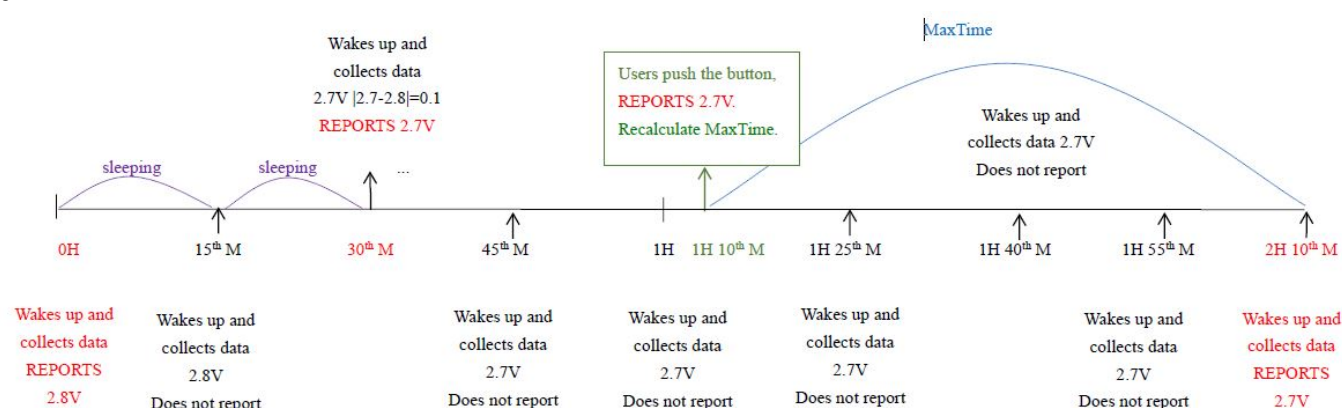 MaxTime
Wakes up and
collects data
2.7V |2.7-2.8|=0.1
REPORTS 2.7V
Users push the button,
REPORTS 2.7V.
Recalculate MaxTime.
Wakes up and
collects data 2.7V
Does not report
sleeping
sleeping
...
0H
15th M
30th M
45th M
1H
1H 10th M
1H 25th M
1H 40th M
1H 55th M
2H 10th M
Wakes up and
collects data
REPORTS
2.8V
Wakes up and
collects data
2.8V
Does not report
Wakes up and
collects data
2.7V
Does not report
Wakes up and
collects data
2.7V
Does not report
Wakes up and
collects data
2.7V
Does not report
Wakes up and
collects data
2.7V
Does not report
Wakes up and
collects data
REPORTS
2.7V